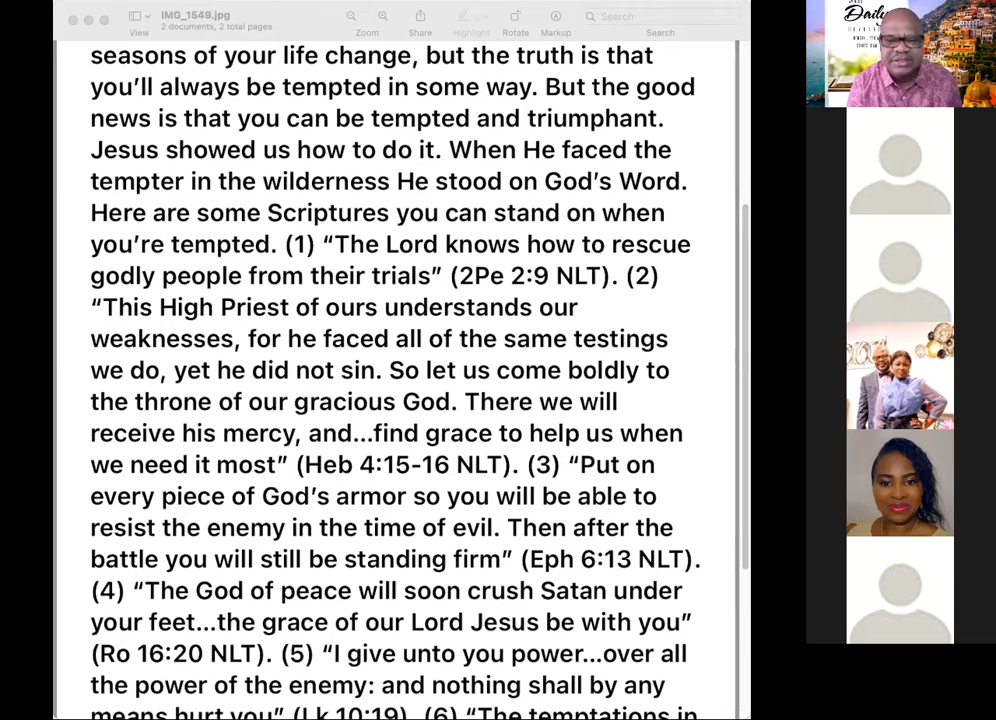 IMG_1549.jpg
2 documents, 2 total pages
View
Zoom
Share
Highlight
Rotate
Markup
Search
Search
seasons of your life change, but the truth is that
you’ll always be tempted in some way. But the good
news is that you can be tempted and triumphant.
Jesus showed us how to do it. When He faced the
tempter in the wilderness He stood on God’s Word.
Here are some Scriptures you can stand on when
you’re tempted. (1) “The Lord knows how to rescue
godly people from their trials” (2Pe 2:9 NLT). (2)
“This High Priest of ours understands our
weaknesses, for he faced all of the same testings
we do, yet he did not sin. So let us come boldly to
the throne of our gracious God. There we will
receive his mercy, and...find grace to help us when
we need it most” (Heb 4:15-16 NLT). (3) “Put on
every piece of God’s armor so you will be able to
resist the enemy in the time of evil. Then after the
battle you will still be standing firm” (Eph 6:13 NLT).
(4) “The God of peace will soon crush Satan under
your feet...the grace of our Lord Jesus be with you”
(Ro 16:20 NLT). (5) “I give unto you power...over all
the power of the enemy: and nothing shall by any
means hurt you” (Lk 10:19). (6) “The temptations in
Daily